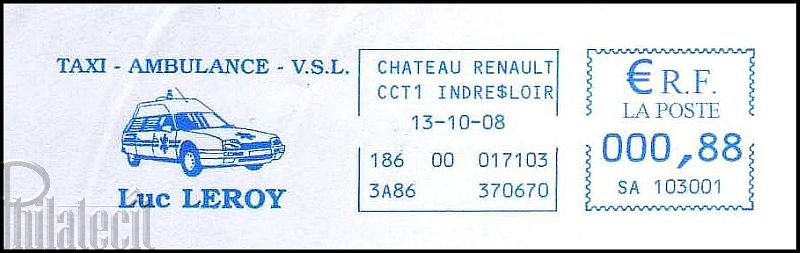 TAXI - AMBULANCE - V.S.L.
Luc LEROY
CHATEAU RENAULT
CCT1 INDRE$LOIR
13-10-08
186 00 017103
3A86 370670
€ R.F.
LA POSTE
000,88
SA 103001
Philatecit